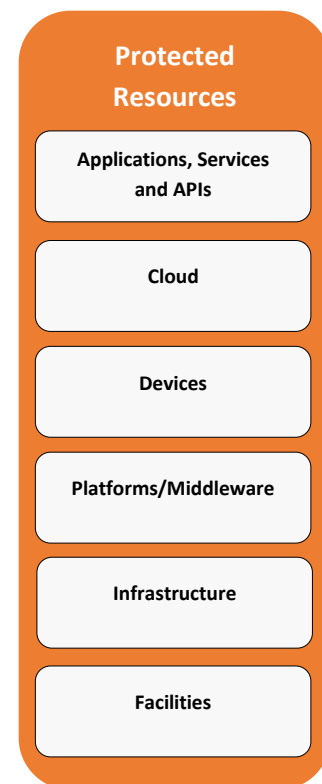 Protected
Resources
Applications, Services
and APIs
Cloud
Devices
Platforms/Middleware
Infrastructure
Facilities